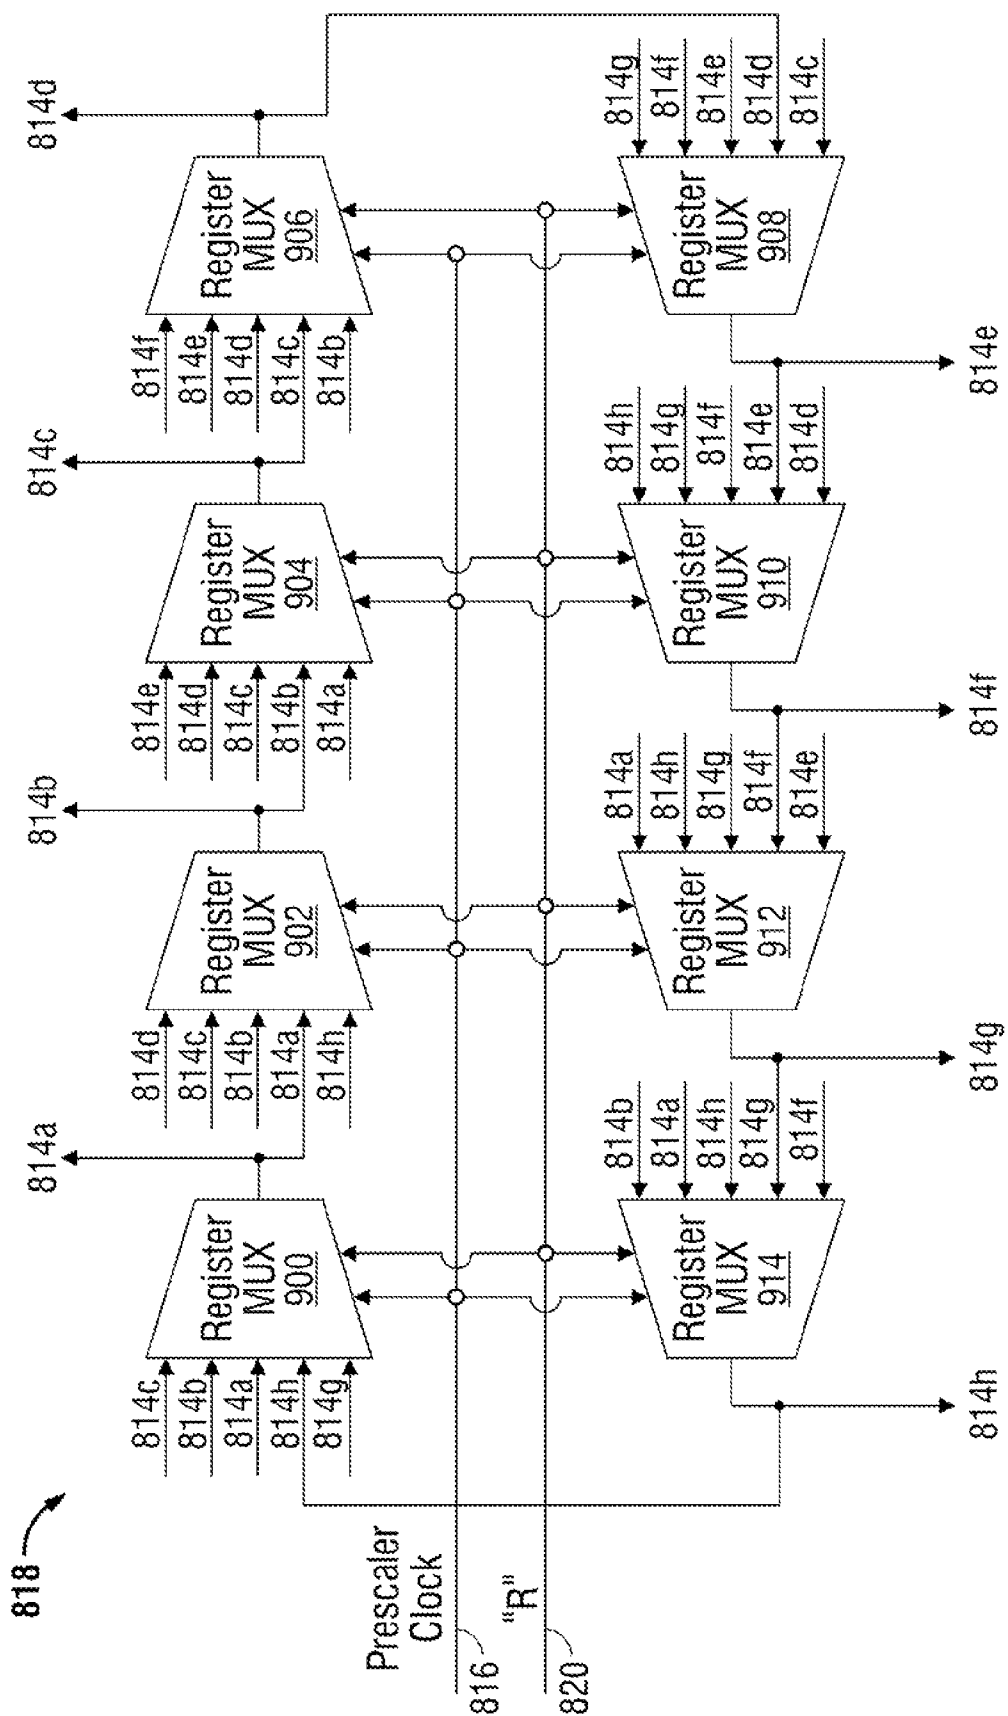 818
Prescaler
Clock
816
"R"
820
814c
814b
814a
814h
814g
Register
MUX
900
814a
814d
814c
814b
814a
814h
Register
MUX
902
814b
814e
814d
814c
814b
814a
Register
MUX
904
814c
814f
814e
814d
814c
814b
Register
MUX
906
814d
814b
814a
814h
814g
814f
Register
MUX
914
814h
814a
814h
814g
814f
814e
Register
MUX
912
814g
814h
814g
814f
814e
814d
Register
MUX
910
814f
814g
814f
814e
814d
814c
Register
MUX
908
814e